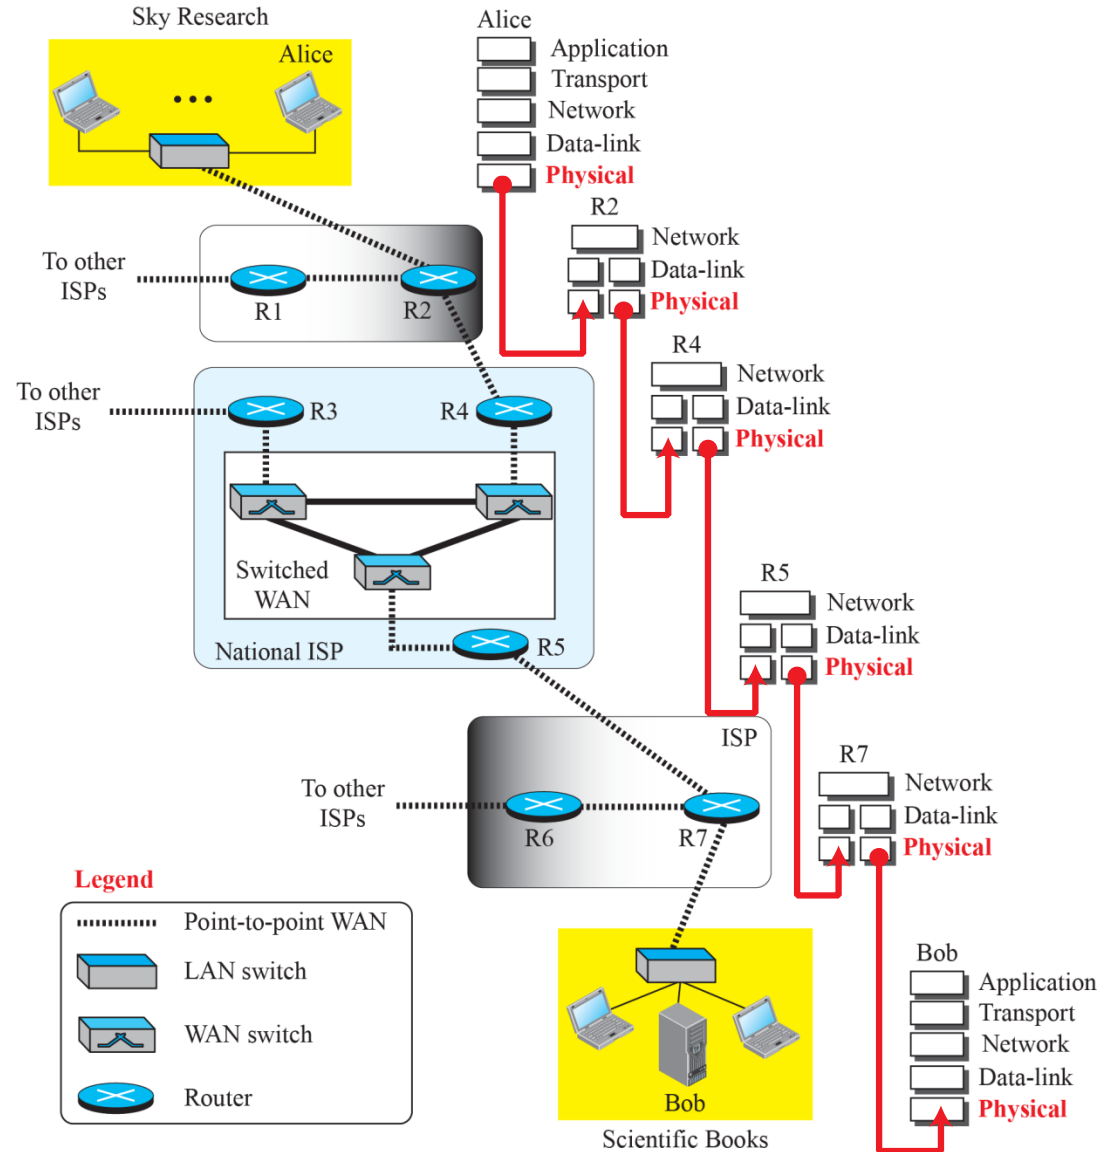 Sky Research
Alice
Alice
Application
Transport
Network
Data-link
Physical
R2
Network
Data-link
Physical
To other
ISPs
R1
R2
R4
Network
Data-link
Physical
To other
ISPs
R3
R4
Switched
WAN
National ISP
R5
R5
Network
Data-link
Physical
ISP
To other
ISPs
R6
R7
R7
Network
Data-link
Physical
Legend
Point-to-point WAN
LAN switch
WAN switch
Router
Bob
Scientific Books
Bob
Application
Transport
Network
Data-link
Physical